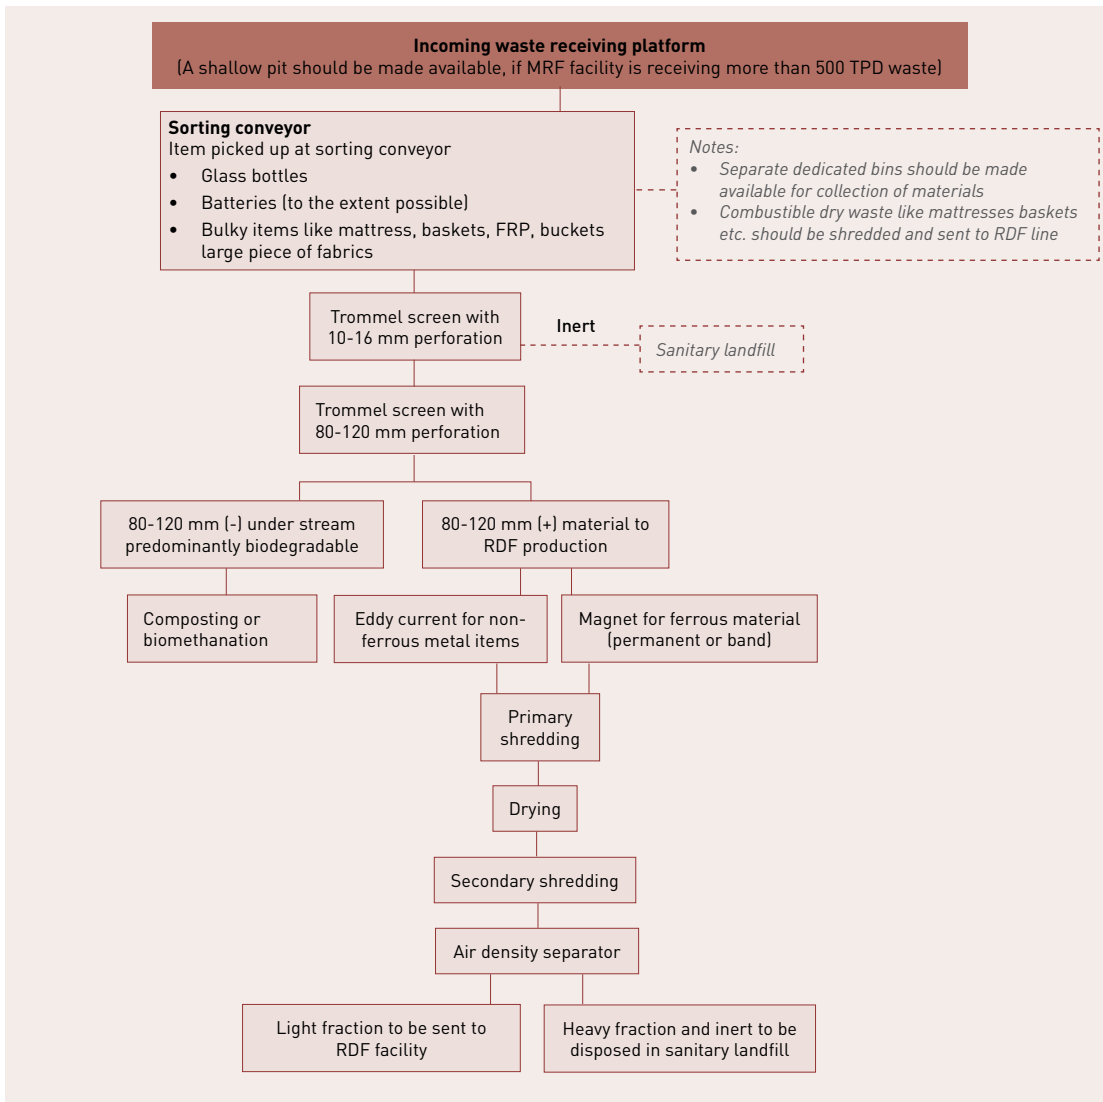 Incoming waste receiving platform
(A shallow pit should be made available, if MRF facility is receiving more than 500 TPD waste)
Sorting conveyor
Item picked up at sorting conveyor
• Glass bottles
• Batteries (to the extent possible)
• Bulky items like mattress, baskets, FRP, buckets
large piece of fabrics
Notes:
• Separate dedicated bins should be made
available for collection of materials
• Combustible dry waste like mattresses baskets
etc. should be shredded and sent to RDF line
Trommel screen with
10-16 mm perforation
Inert
Sanitary landfill
Trommel screen with
80-120 mm perforation
80-120 mm (-) under stream
predominantly biodegradable
80-120 mm (+) material to
RDF production
Composting or
biomethanation
Eddy current for non-
ferrous metal items
Magnet for ferrous material
(permanent or band)
Primary
shredding
Drying
Secondary shredding
Air density separator
Light fraction to be sent to
RDF facility
Heavy fraction and inert to be
disposed in sanitary landfill